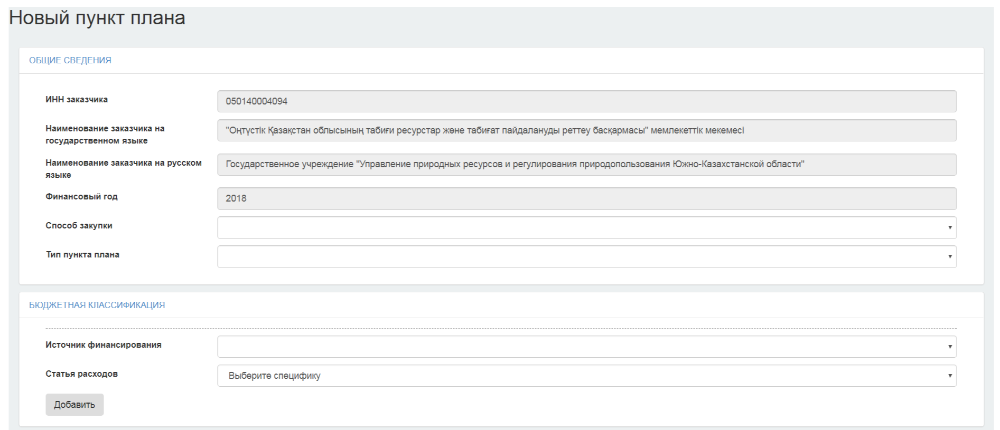 Новый пункт плана
ОБЩИЕ СВЕДЕНИЯ
ИНН заказчика
050140004094
Наименование заказчика на
государственном языке
"Оңтүстік Қазақстан облысының табиғи ресурстар және табиғат пайдалануды реттеу басқармасы" мемлекеттік мекемесі
Наименование заказчика на русском
языке
Государственное учреждение "Управление природных ресурсов и регулирования природопользования Южно-Казахстанской области"
Финансовый год
2018
Способ закупки
Тип пункта плана
БЮДЖЕТНАЯ КЛАССИФИКАЦИЯ
Источник финансирования
Статья расходов
Выберите специфику
Добавить